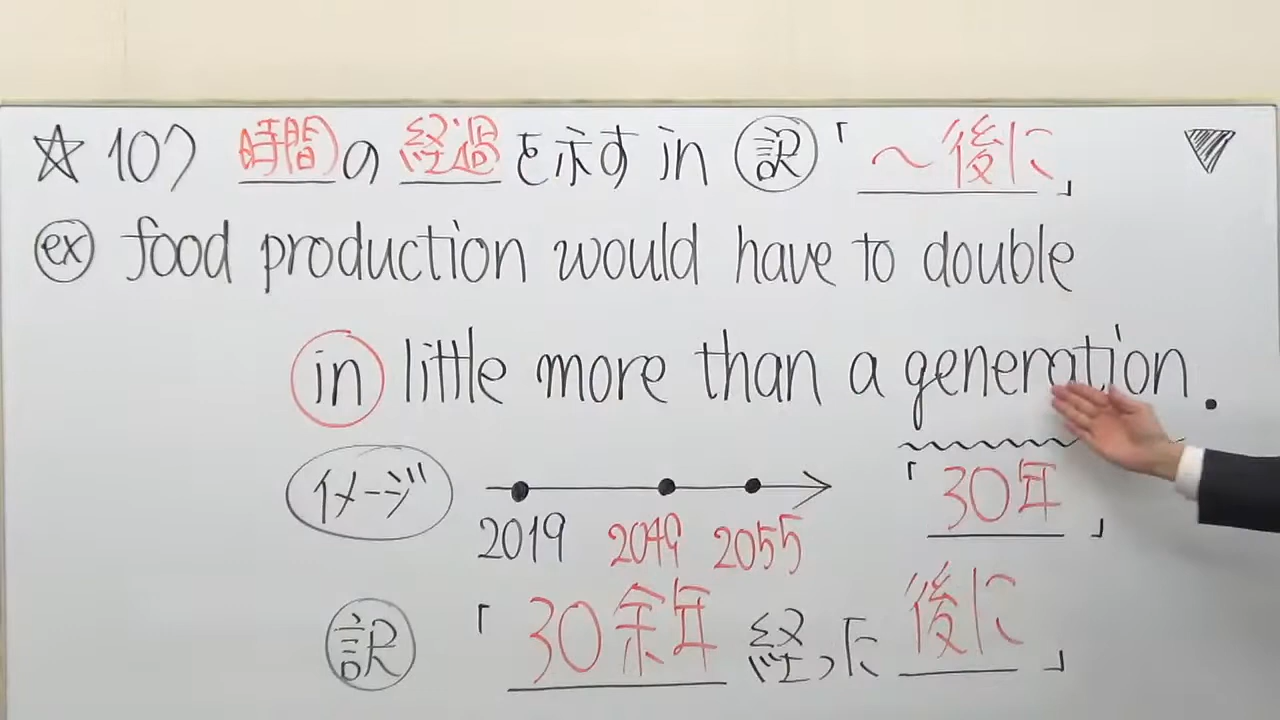 ☆107 時間の経過を示す in 訳「～後に」
ex food production would have to double
in little more than a generation.
「30年」
イメージ 2019 2049 2055
訳 「30余年経った後に」